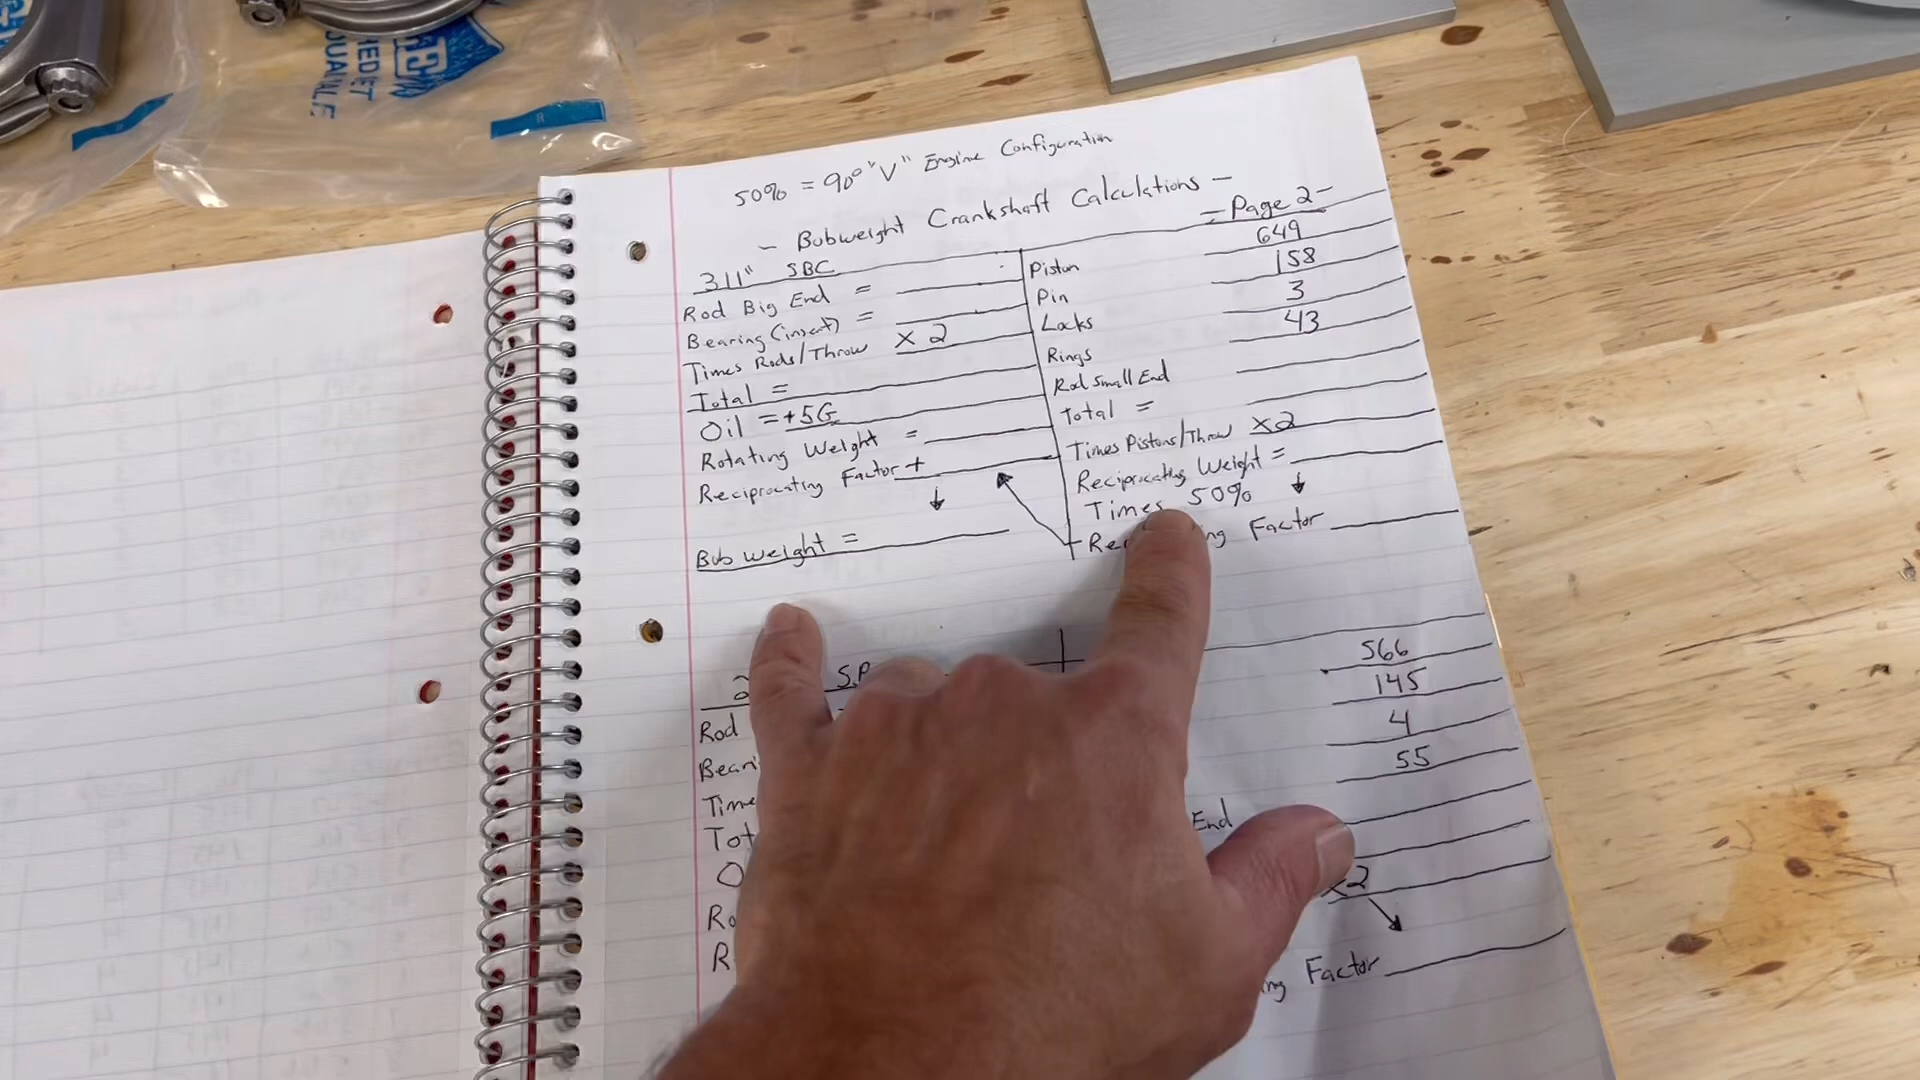 50% = 90° "V" Engine Configuration
- Bobweight Crankshaft Calculations -
= Page 2 -
311" SBC
Rod Big End =
Bearing (insert) =
Times Rods/Throw X 2
Total =
Oil = +5G
Rotating Weight =
Reciprocating Factor +
Bob weight =
Piston 649
Pin 158
Locks 3
Rings 43
Rod Small End
Total =
Times Pistons/Throw X2
Reciprocating Weight =
Times 50%
Factor
Rod
566
145
4
55
End
X2
Factor